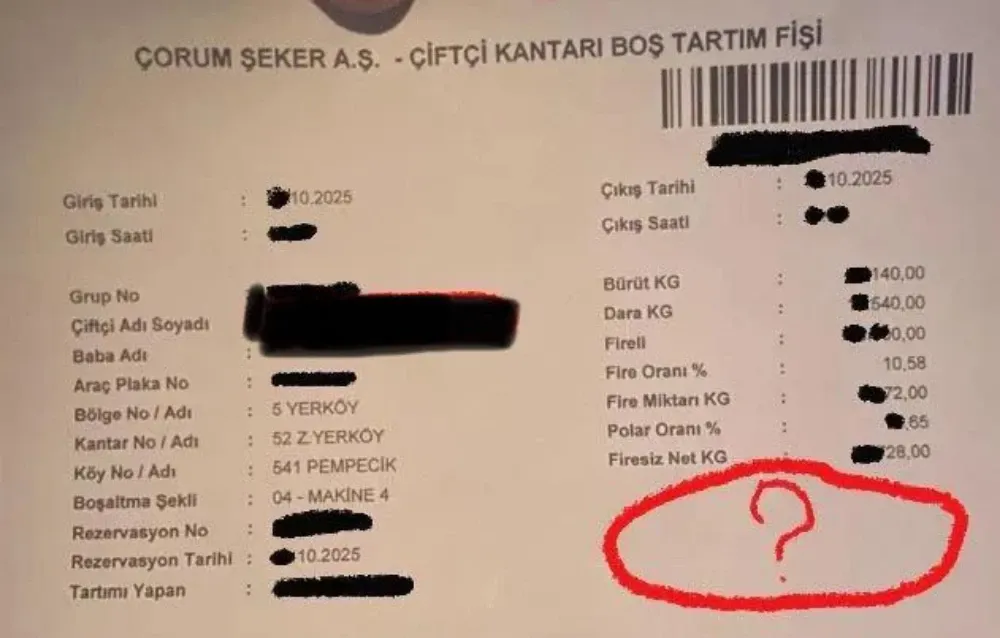 ÇORUM ŞEKER A.Ş. - ÇİFTÇİ KANTARI BOŞ TARTIM FİŞİ
Giriş Tarihi : 10.2025
Giriş Saati :
Grup No
Çiftçi Adı Soyadı
Baba Adı :
Araç Plaka No :
Bölge No / Adı : 5 YERKÖY
Kantar No / Adı : 52 Z.YERKÖY
Köy No / Adı : 541 PEMPECİK
Boşaltma Şekli : 04 - MAKİNE 4
Rezervasyon No :
Rezervasyon Tarihi : 10.2025
Tartımı Yapan :
Çıkış Tarihi : 10.2025
Çıkış Saati :
Bürüt KG : 140,00
Dara KG : 540,00
Fireli : 0,00
Fire Oranı % : 10,58
Fire Miktarı KG : 72,00
Polar Oranı % : ,65
Firesiz Net KG : 28,00
?